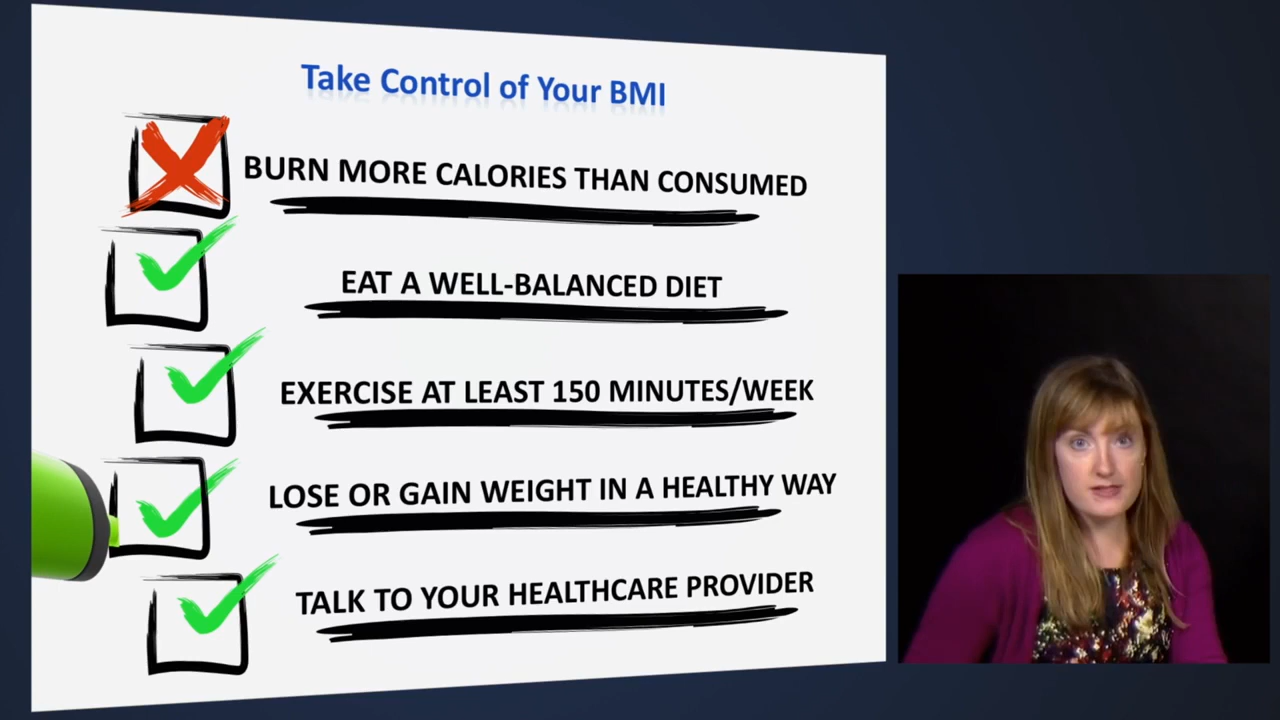 Take Control of Your BMI
BURN MORE CALORIES THAN CONSUMED
EAT A WELL-BALANCED DIET
EXERCISE AT LEAST 150 MINUTES/WEEK
LOSE OR GAIN WEIGHT IN A HEALTHY WAY
TALK TO YOUR HEALTHCARE PROVIDER